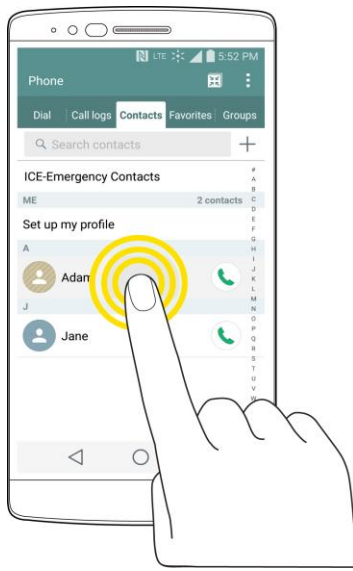 LTE 5:52 PM
Phone
Dial Call logs Contacts Favorites Groups
Search contacts
ICE-Emergency Contacts
ME 2 contacts
Set up my profile
A
Adam
J
Jane
#
A
B
C
D
E
F
G
H
I
J
K
L
M
N
O
P
Q
R
S
T
U
V
W